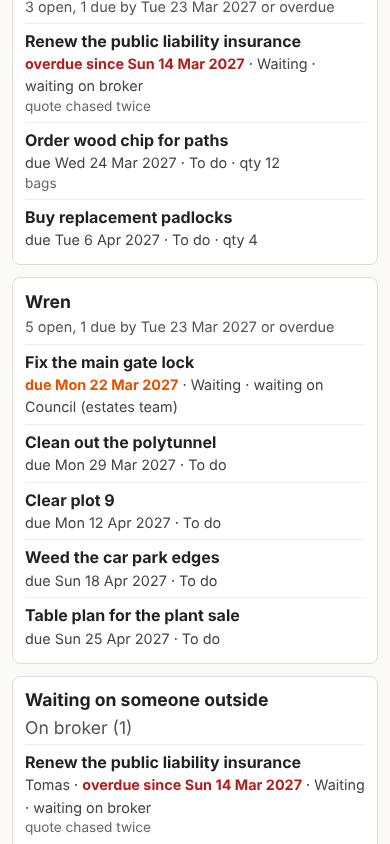 3 open, 1 due by Tue 23 Mar 2027 or overdue
Renew the public liability insurance
overdue since Sun 14 Mar 2027 · Waiting ·
waiting on broker
quote chased twice
Order wood chip for paths
due Wed 24 Mar 2027 · To do · qty 12
bags
Buy replacement padlocks
due Tue 6 Apr 2027 · To do · qty 4
Wren
5 open, 1 due by Tue 23 Mar 2027 or overdue
Fix the main gate lock
due Mon 22 Mar 2027 · Waiting · waiting on
Council (estates team)
Clean out the polytunnel
due Mon 29 Mar 2027 · To do
Clear plot 9
due Mon 12 Apr 2027 · To do
Weed the car park edges
due Sun 18 Apr 2027 · To do
Table plan for the plant sale
due Sun 25 Apr 2027 · To do
Waiting on someone outside
On broker (1)
Renew the public liability insurance
Tomas · overdue since Sun 14 Mar 2027 · Waiting
· waiting on broker
quote chased twice